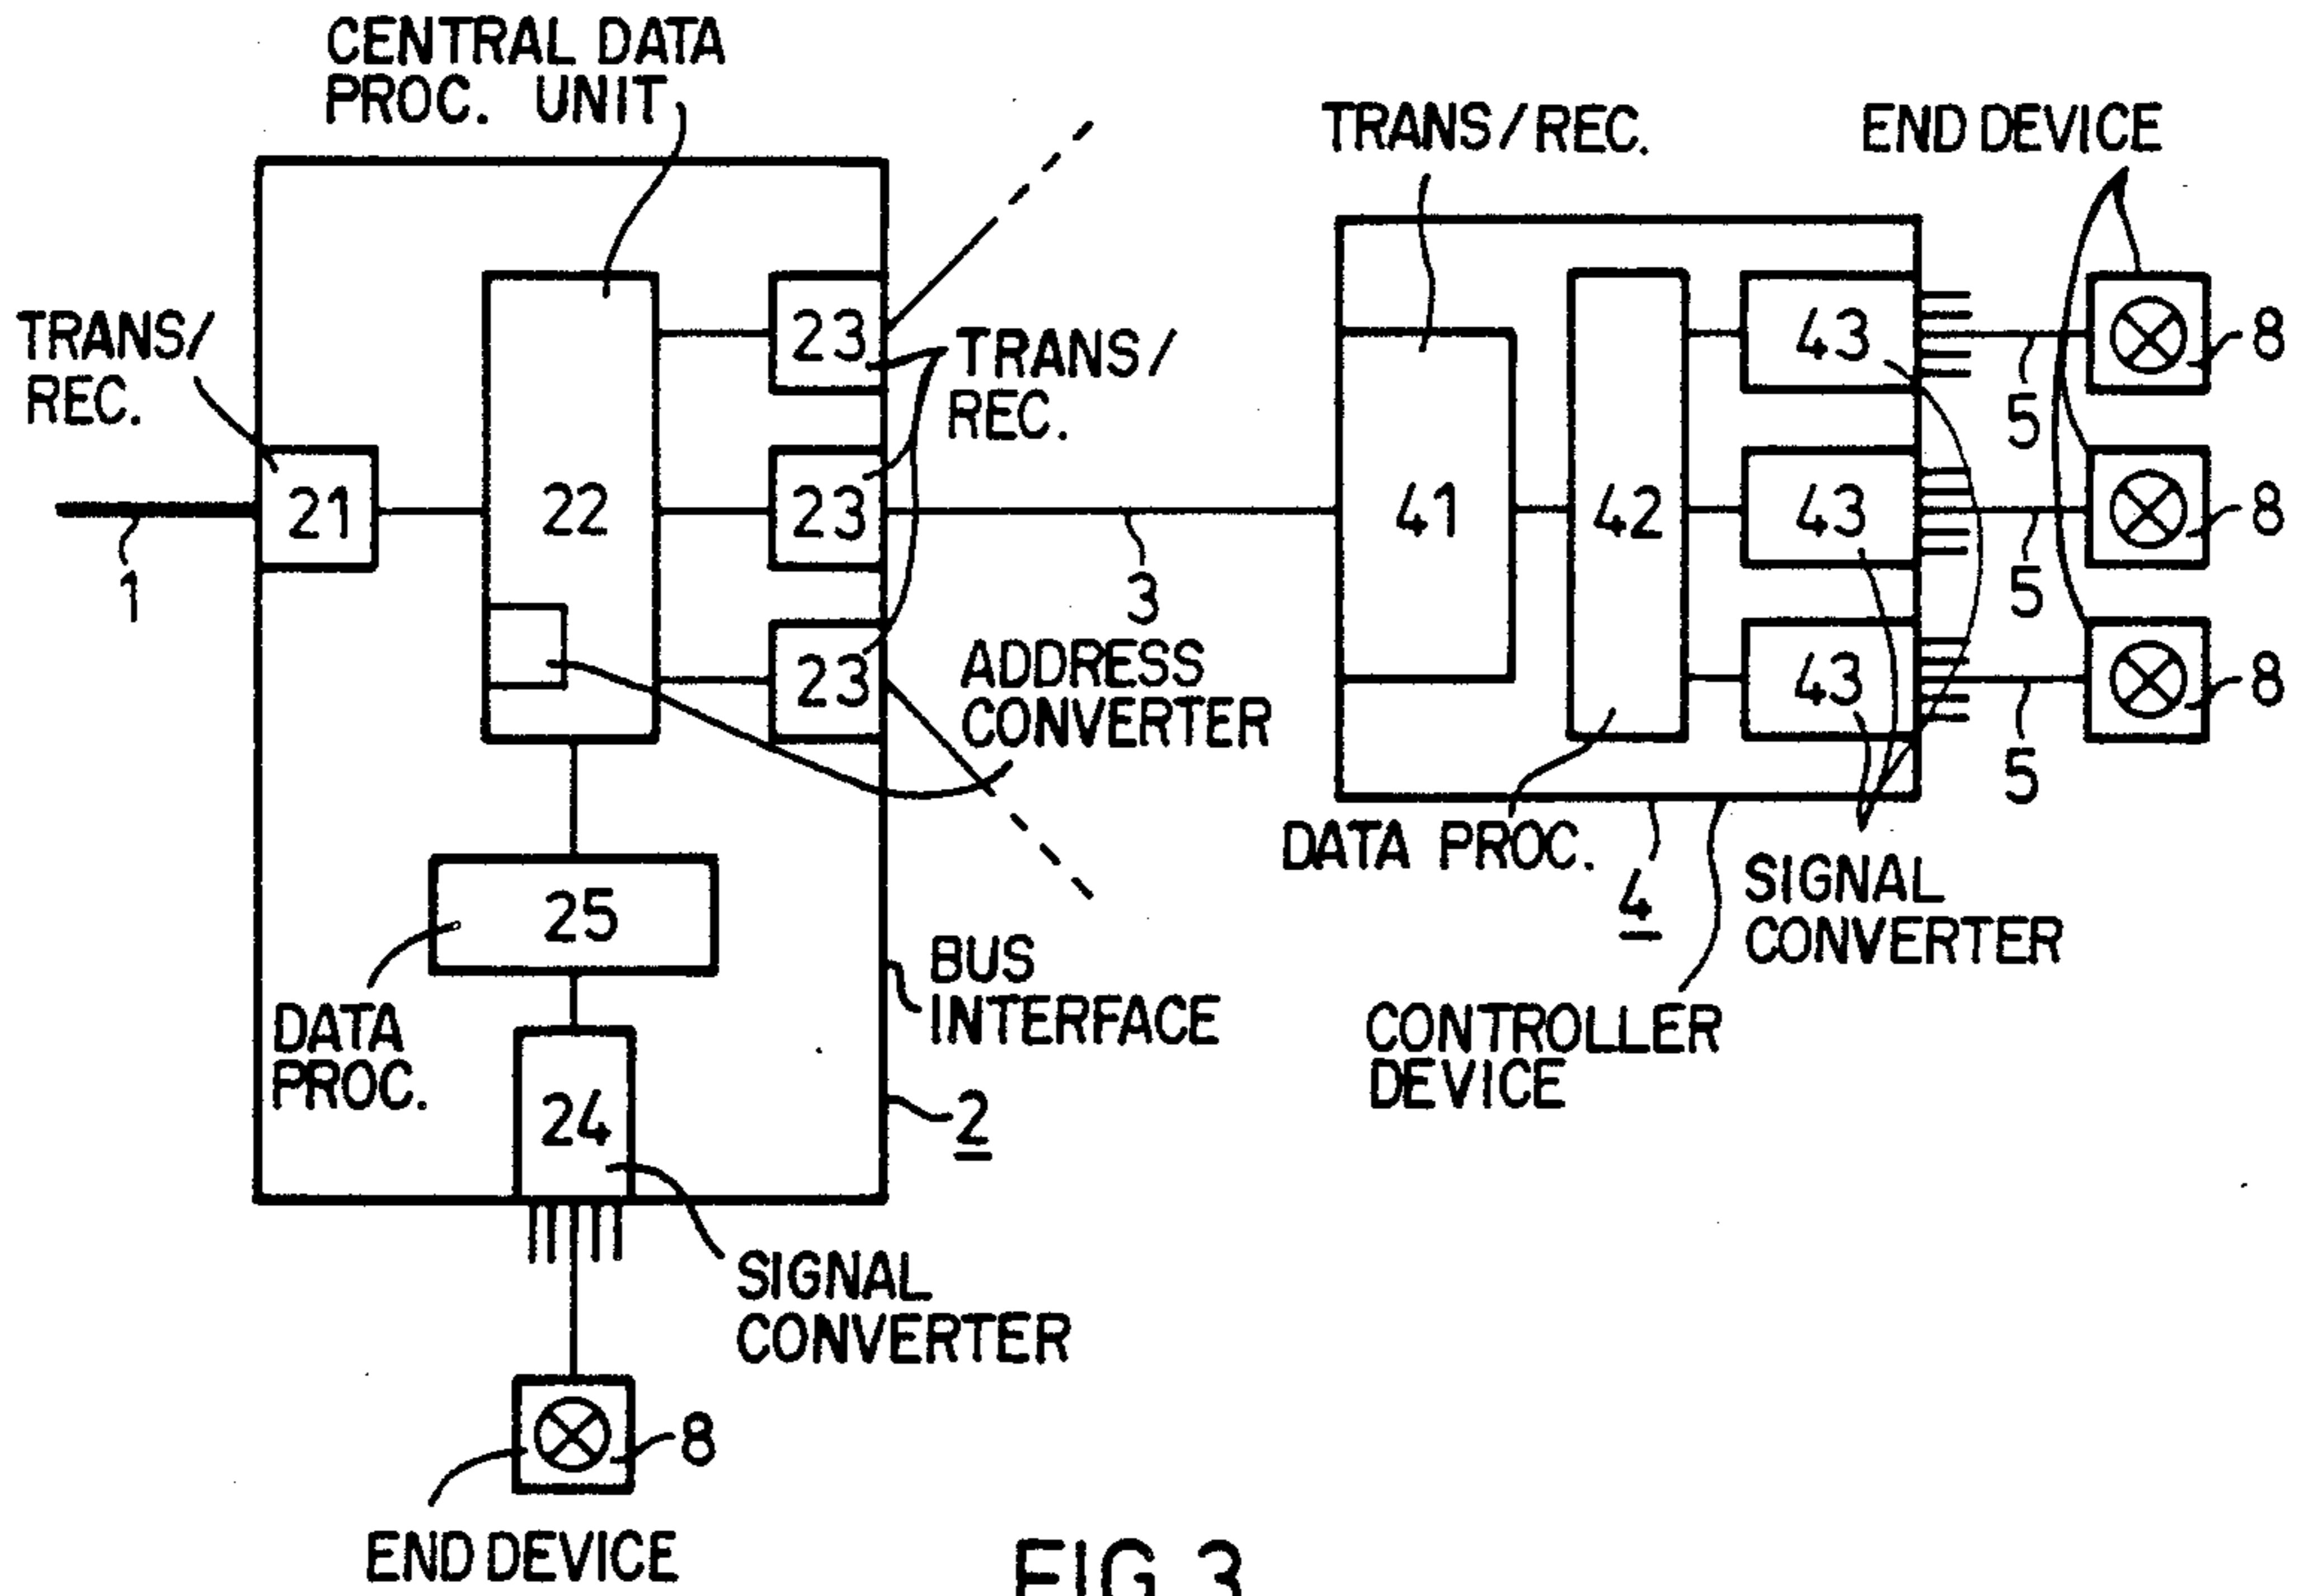 CENTRAL DATA
PROC. UNIT
TRANS/REC.
END DEVICE
TRANS/
REC.
21
1
22
23
23
23
TRANS/
REC.
3
ADDRESS
CONVERTER
41
42
43
43
43
5
5
5
8
8
8
DATA PROC.
4
SIGNAL
CONVERTER
CONTROLLER
DEVICE
25
DATA
PROC.
BUS
INTERFACE
2
24
SIGNAL
CONVERTER
8
END DEVICE
FIG. 3